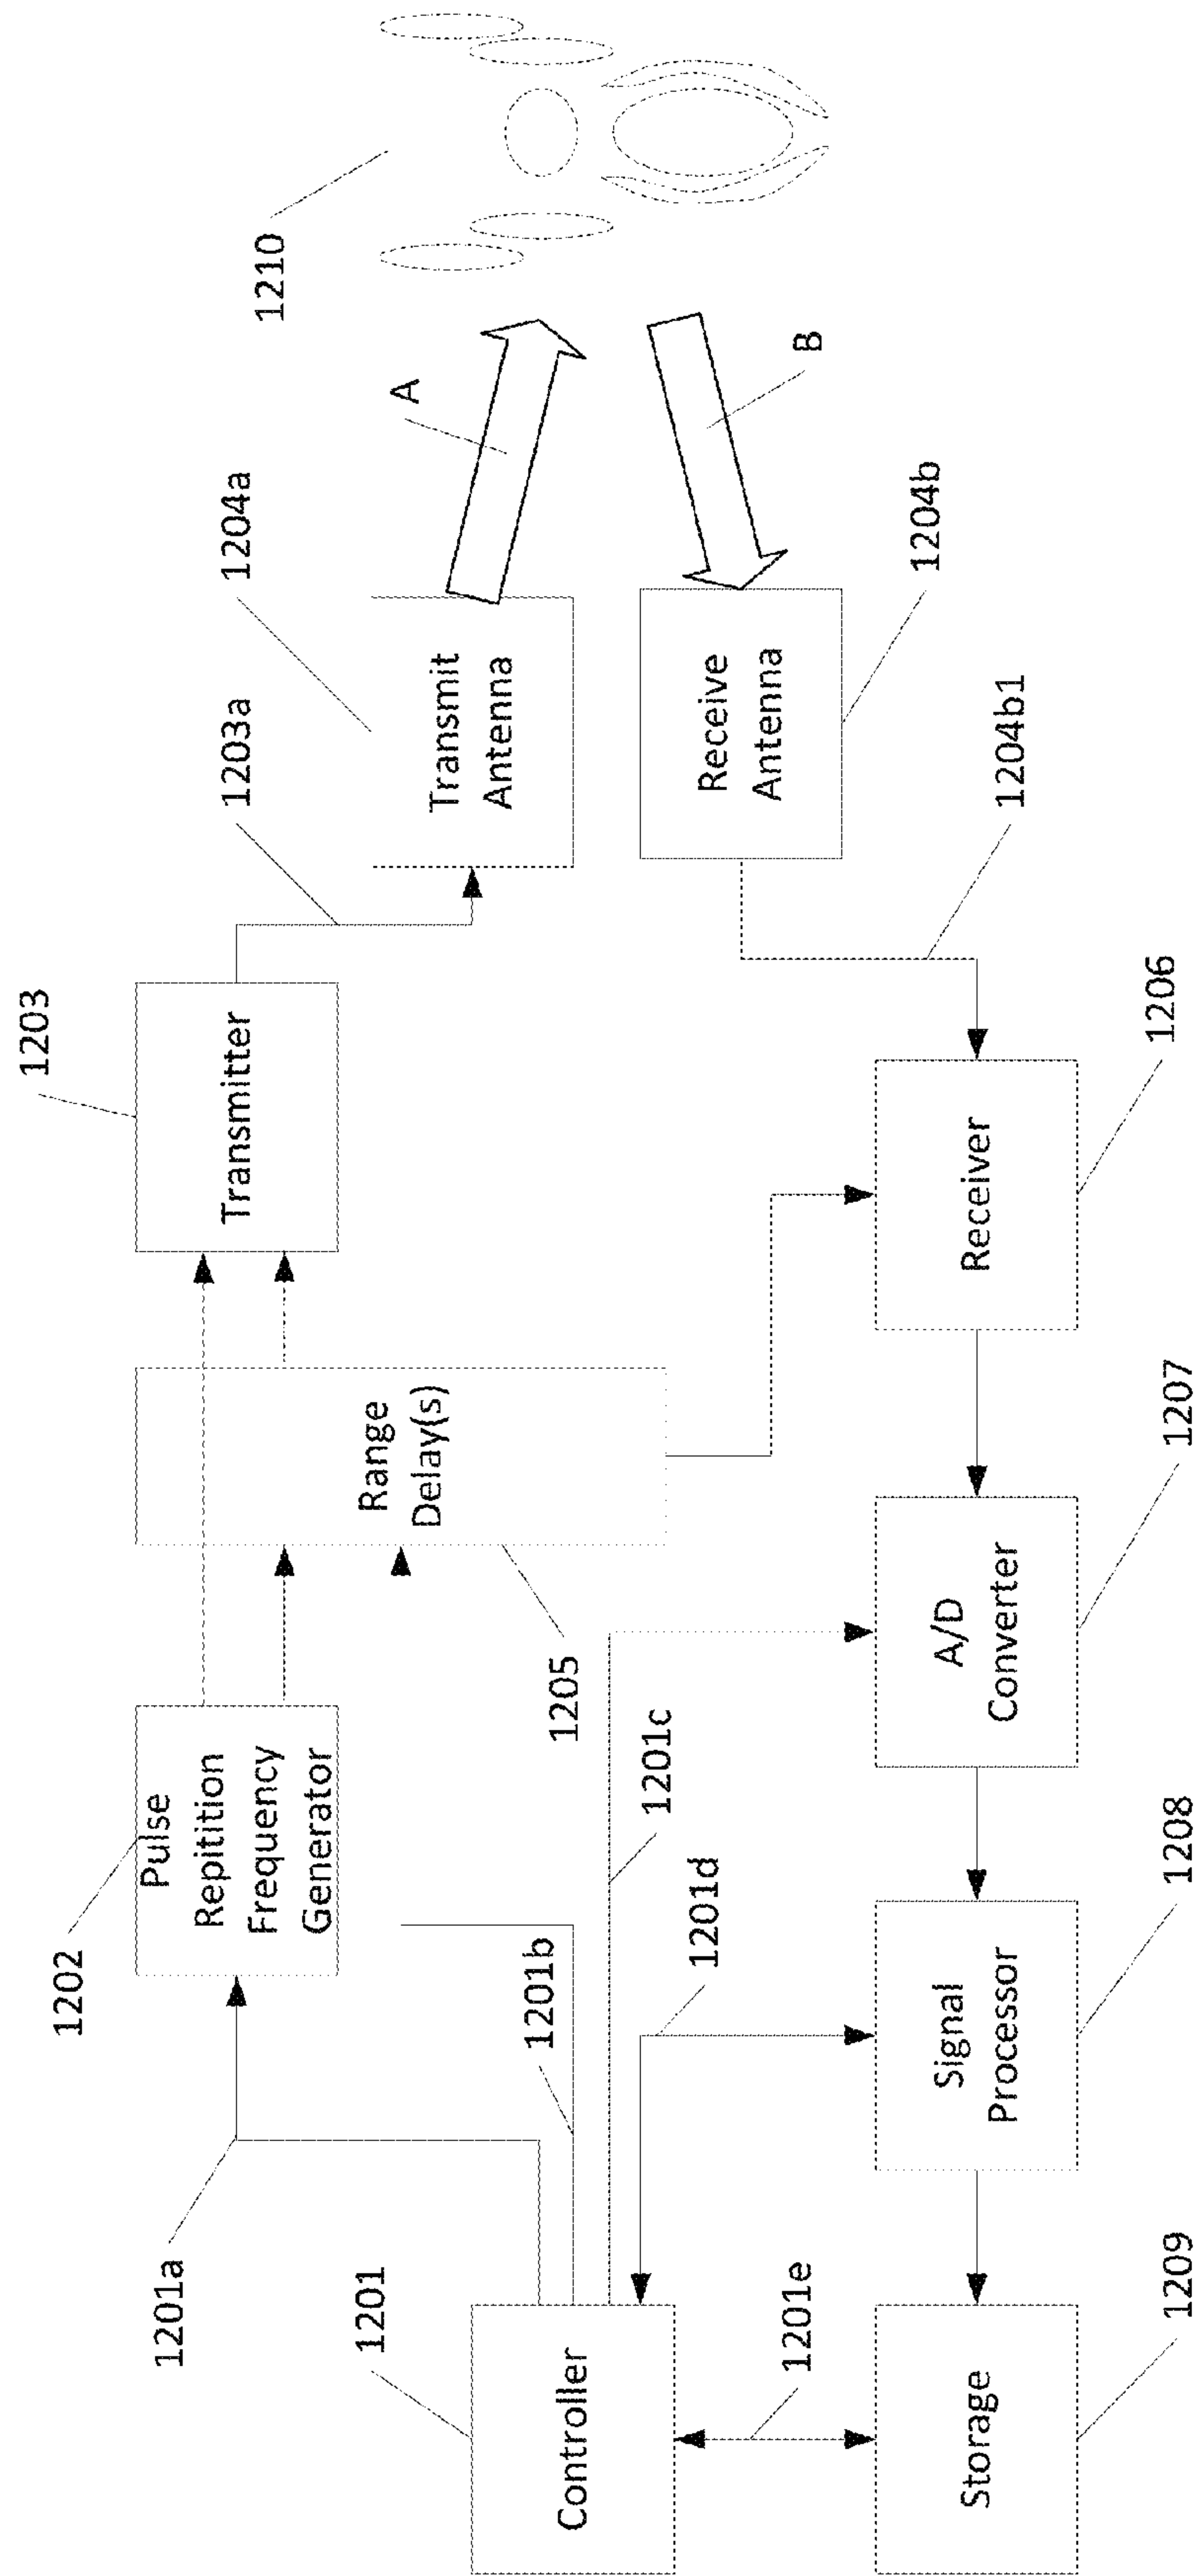 1202
Pulse
Repitition
Frequency
Generator
1203
Transmitter
1203a
1204a
Transmit
Antenna
A
1210
1201a
1201
Controller
1201b
1205
Range
Delay(s)
1201c
1201d
1201e
Receive
Antenna
B
1204b
1204b1
Storage
1209
Signal
Processor
1208
A/D
Converter
1207
Receiver
1206